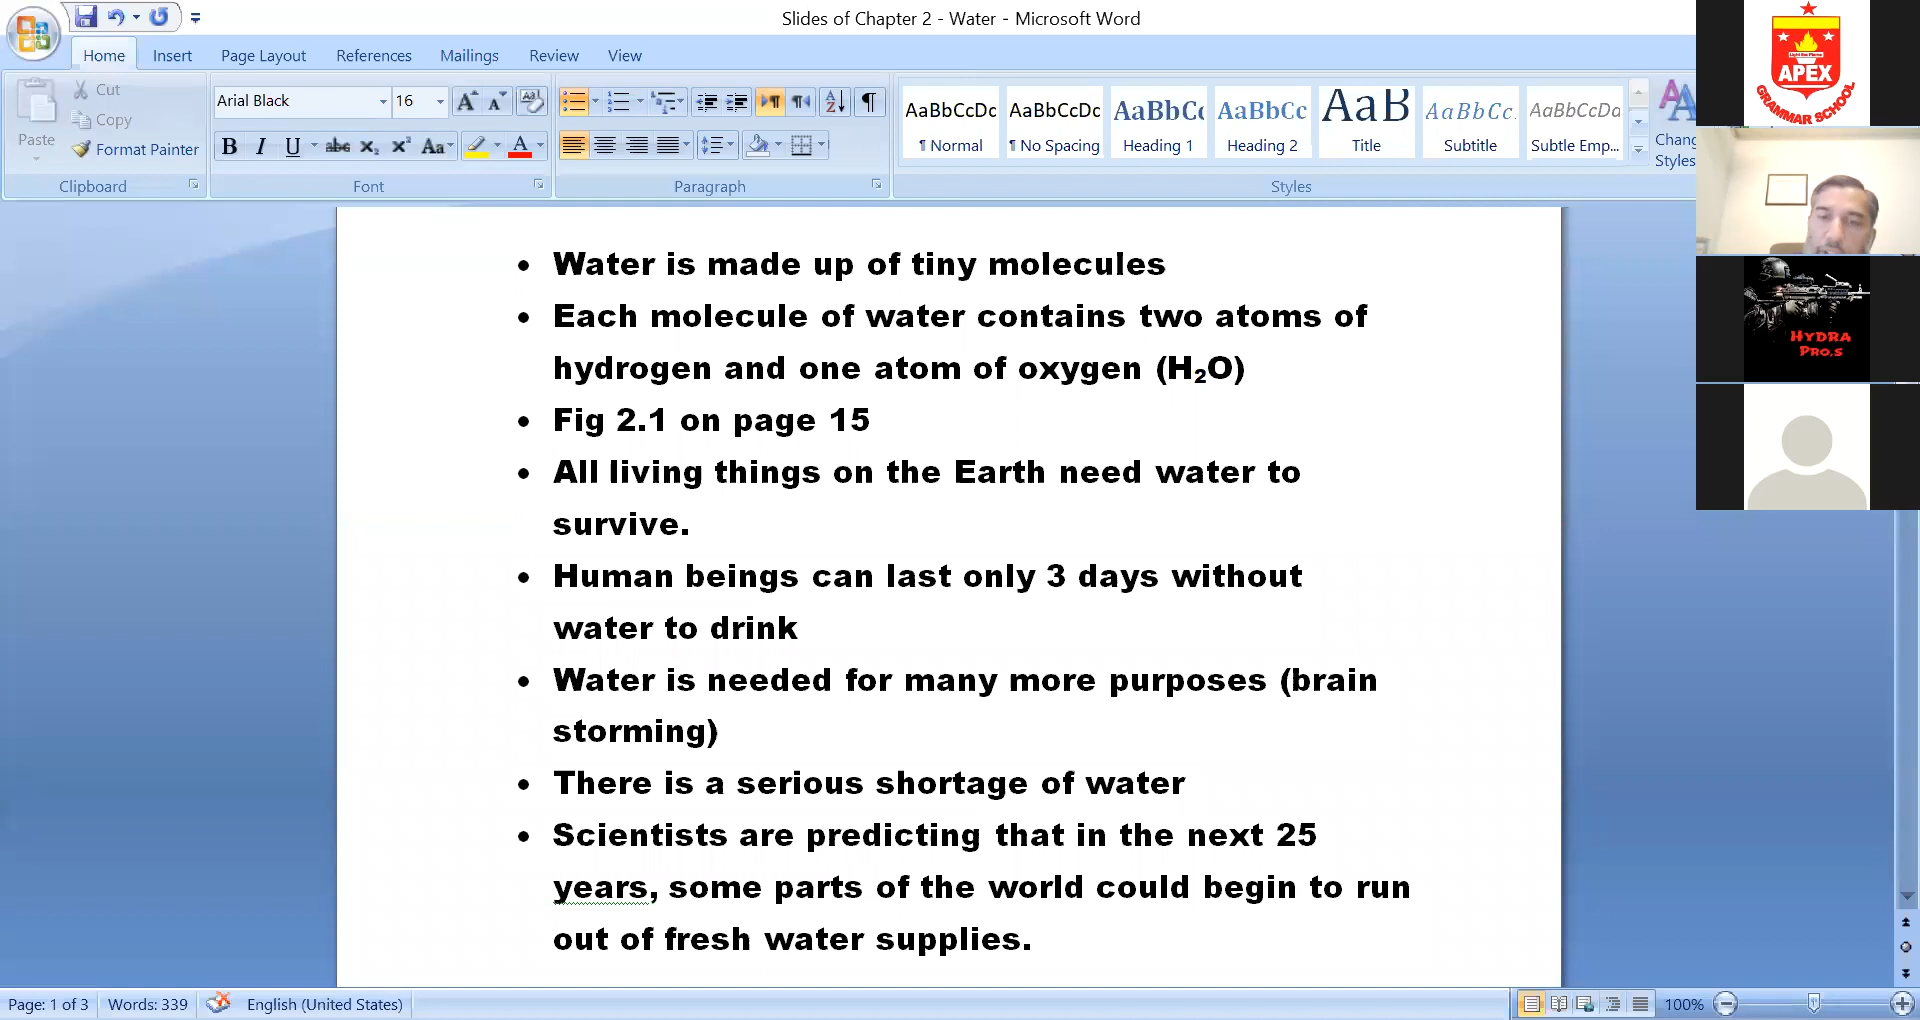 Slides of Chapter 2 - Water - Microsoft Word
Home Insert Page Layout References Mailings Review View
Paste
Cut
Copy
Format Painter
Clipboard
Arial Black 16
Font
Paragraph
AaBbCcDc AaBbCcDc AaBbCc AaBbCc AaB AaBbCc. AaBbCcDa
¶ Normal ¶ No Spacing Heading 1 Heading 2 Title Subtitle Subtle Emp...
Chang
Styles
Styles
APEX
GRAMMAR SCHOOL
HYDRA
PRO,S
• Water is made up of tiny molecules
• Each molecule of water contains two atoms of
hydrogen and one atom of oxygen (H₂O)
• Fig 2.1 on page 15
• All living things on the Earth need water to
survive.
• Human beings can last only 3 days without
water to drink
• Water is needed for many more purposes (brain
storming)
• There is a serious shortage of water
• Scientists are predicting that in the next 25
years, some parts of the world could begin to run
out of fresh water supplies.
Page: 1 of 3 Words: 339 English (United States) 100%